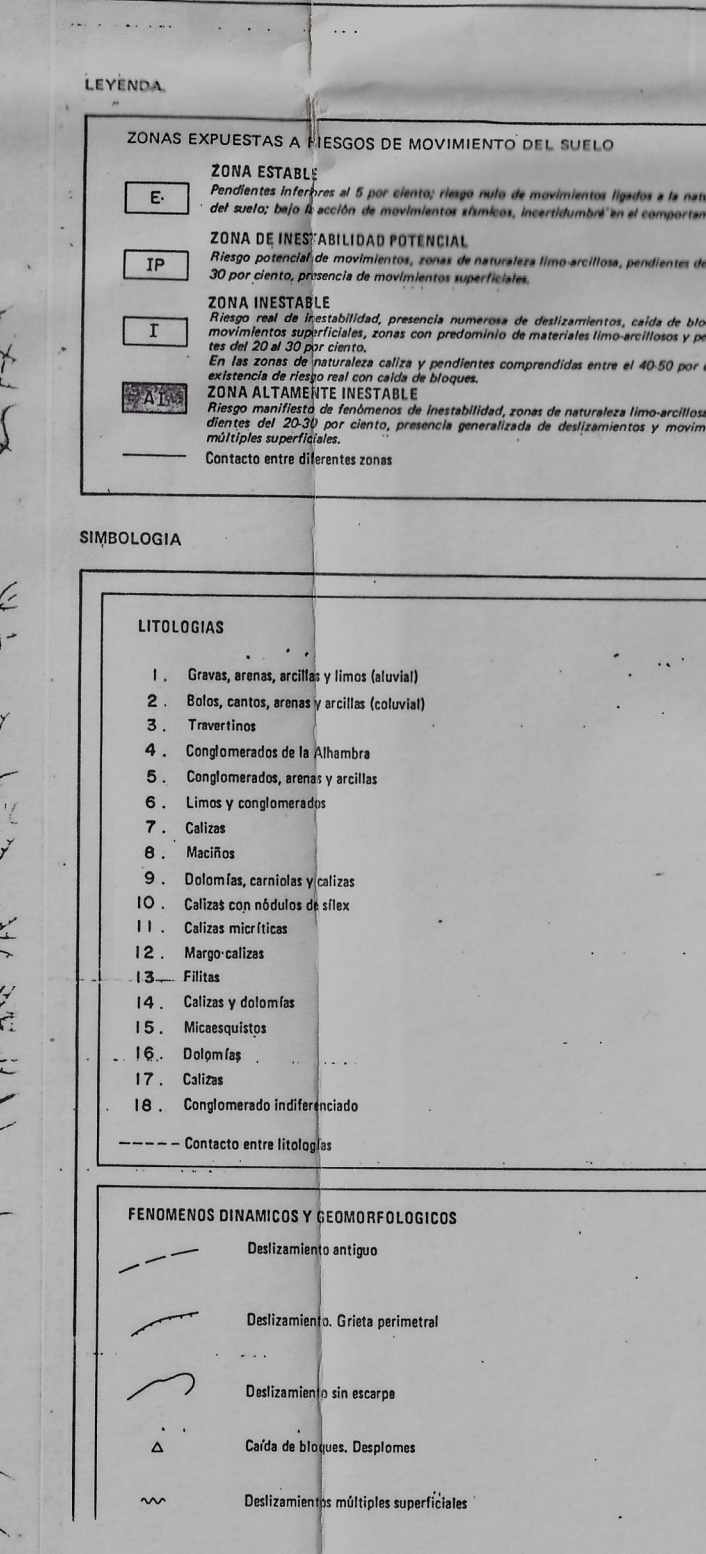 LEYENDA
ZONAS EXPUESTAS A RIESGOS DE MOVIMIENTO DEL SUELO
E
ZONA ESTABLE
Pendientes inferiores al 5 por ciento; riesgo nulo de movimientos ligados a la
del suelo; bajo la acción de movimientos sísmicos, incertidumbre en el
IP
ZONA DE INESTABILIDAD POTENCIAL
Riesgo potencial de movimientos, zonas de naturaleza limo-arcillosa, pendientes
30 por ciento, presencia de movimientos superficiales.
I
ZONA INESTABLE
Riesgo real de inestabilidad, presencia numerosa de deslizamientos, caída de
movimientos superficiales, zonas con predominio de materiales limo-arcillosos y
tes del 20 al 30 por ciento.
En las zonas de naturaleza caliza y pendientes comprendidas entre el 40-50 por
existencia de riesgo real con caída de bloques.
AI
ZONA ALTAMENTE INESTABLE
Riesgo manifiesto de fenómenos de inestabilidad, zonas de naturaleza limo-arcillosa
dientes del 20-30 por ciento, presencia generalizada de deslizamientos y movim
múltiples superficiales.
Contacto entre diferentes zonas
SIMBOLOGIA
LITOLOGIAS
1. Gravas, arenas, arcillas y limos (aluvial)
2. Bolos, cantos, arenas y arcillas (coluvial)
3. Travertinos
4. Conglomerados de la Alhambra
5. Conglomerados, arenas y arcillas
6. Limos y conglomerados
7. Calizas
8. Maciños
9. Dolomías, carniolas y calizas
10. Calizas con nódulos de sílex
11. Calizas micríticas
12. Margo-calizas
13. Filitas
14. Calizas y dolomías
15. Micaesquistos
16. Dolomías
17. Calizas
18. Conglomerado indiferenciado
Contacto entre litologías
FENOMENOS DINAMICOS Y GEOMORFOLOGICOS
Deslizamiento antiguo
Deslizamiento. Grieta perimetral
Deslizamiento sin escarpe
Caída de bloques. Desplomes
Deslizamientos múltiples superficiales